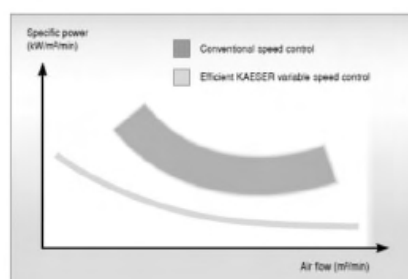 Specific power
(kW/m³/min)
Conventional speed control
Efficient KAESER variable speed control
Air flow (m³/min)